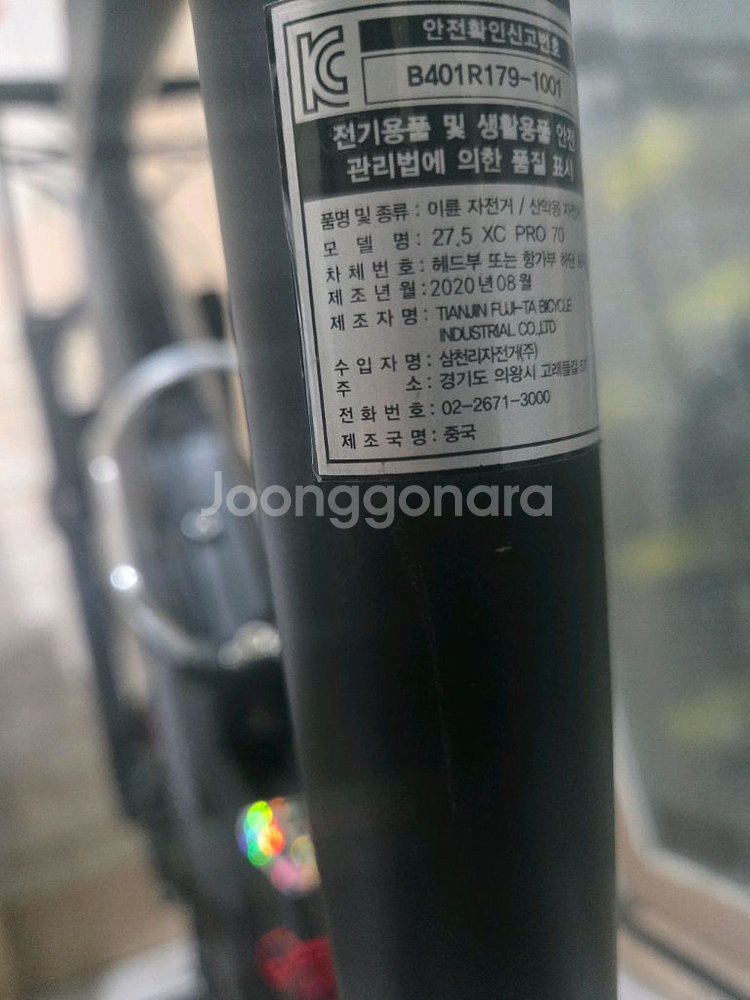 KC
안전확인신고번호
B401R179-1001
전기용품 및 생활용품 안전
관리법에 의한 품질 표시
품명 및 종류 : 이륜 자전거 / 산악용
모델명 : 27.5 XC PRO 70
차체번호 : 헤드부 또는 항가부 하단
제조년월 : 2020년 08월
제조자명 : TIANJIN FUJI-TA BICYCLE
INDUSTRIAL CO.,LTD
수입자명 : 삼천리자전거(주)
주소 : 경기도 의왕시 고래들길
전화번호 : 02-2671-3000
제조국명 : 중국
Joonggonara